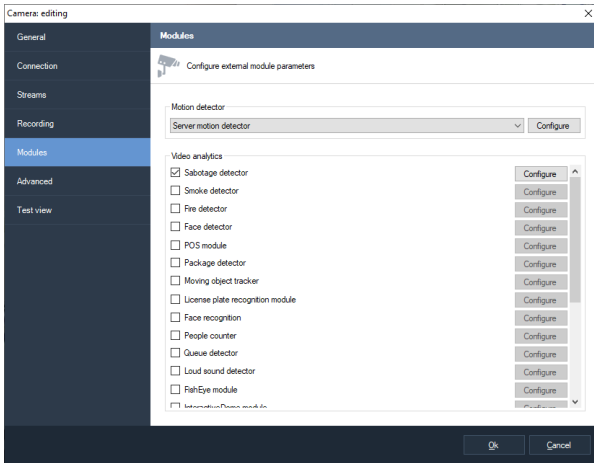 Camera: editing
General
Connection
Streams
Recording
Modules
Advanced
Test view
Modules
Configure external module parameters
Motion detector
Server motion detector Configure
Video analytics
Sabotage detector Configure
Smoke detector Configure
Fire detector Configure
Face detector Configure
POS module Configure
Package detector Configure
Moving object tracker Configure
License plate recognition module Configure
Face recognition Configure
People counter Configure
Queue detector Configure
Loud sound detector Configure
FishEye module Configure
InteractiveDome module Configure
Ok Cancel